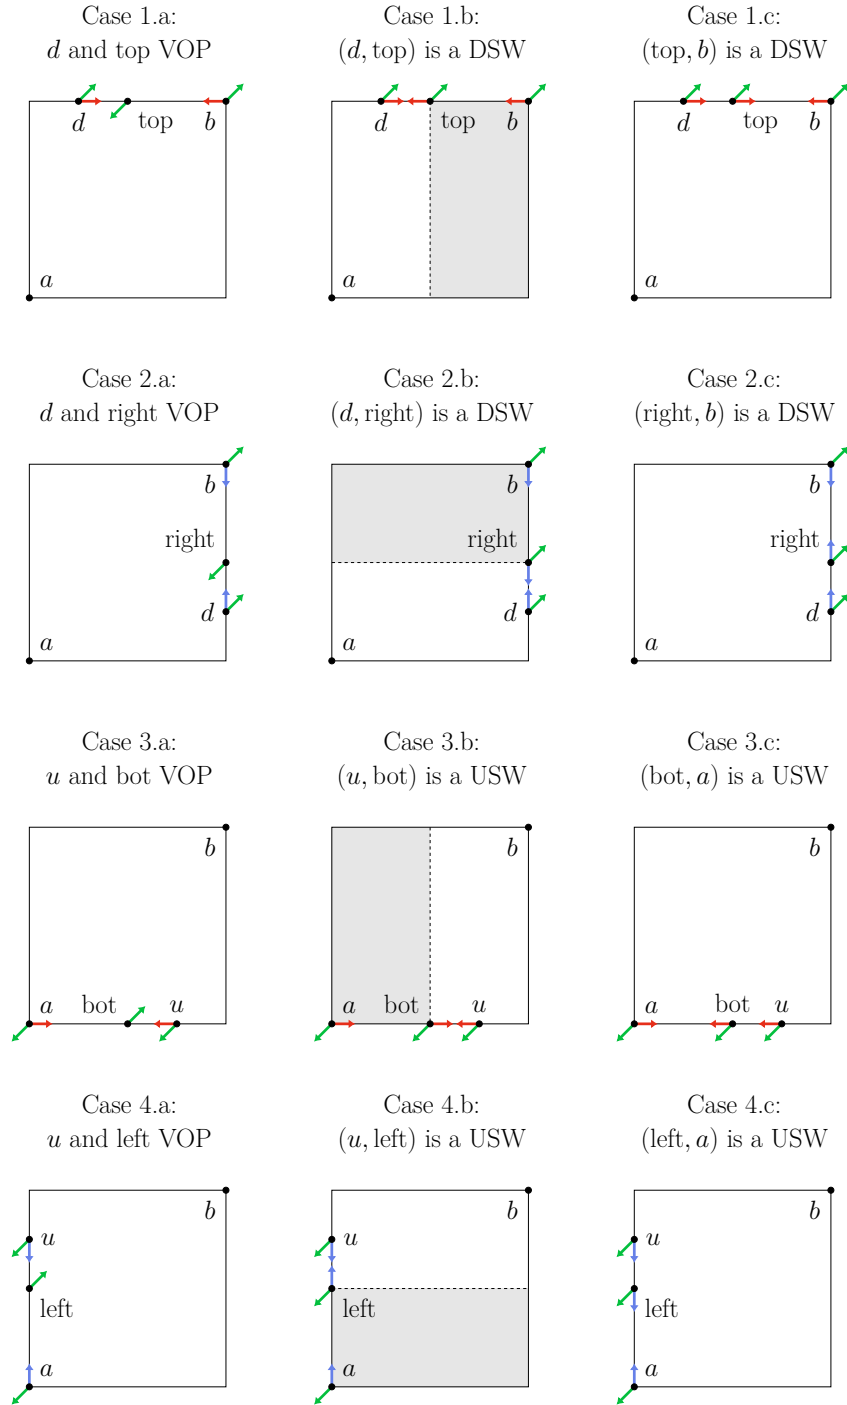 Case 1.a:
d and top VOP
Case 1.b:
(d, top) is a DSW
Case 1.c:
(top, b) is a DSW
d top b
a
d top b
a
d top b
a
Case 2.a:
d and right VOP
Case 2.b:
(d, right) is a DSW
Case 2.c:
(right, b) is a DSW
b
right
d
a
b
right
d
a
b
right
d
a
Case 3.a:
u and bot VOP
Case 3.b:
(u, bot) is a USW
Case 3.c:
(bot, a) is a USW
b
a bot u
b
a bot u
b
a bot u
Case 4.a:
u and left VOP
Case 4.b:
(u, left) is a USW
Case 4.c:
(left, a) is a USW
b
u
left
a
b
u
left
a
b
u
left
a